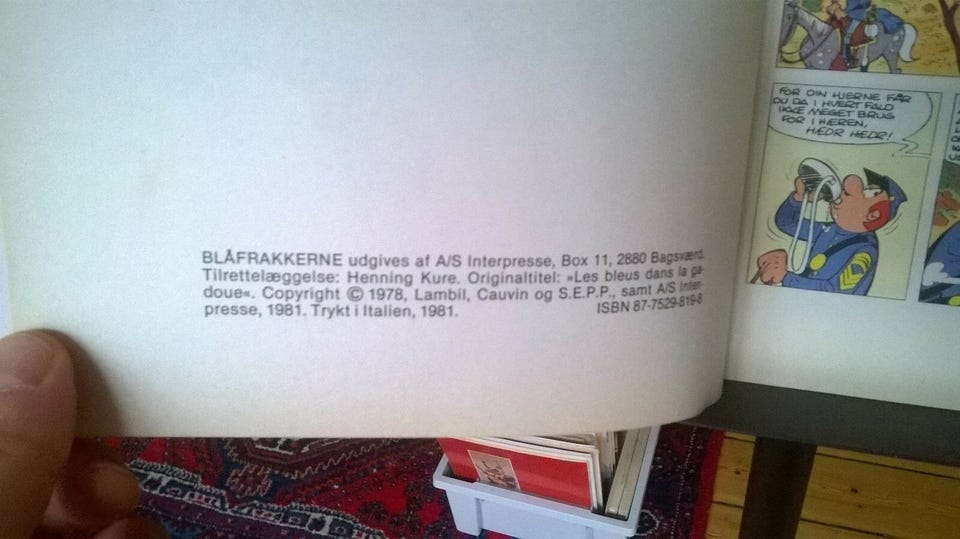 BLÅFRAKKERNE udgives af A/S Interpresse, Box 11, 2880 Bagsværd.
Tilrettelæggelse: Henning Kure. Originaltitel: »Les bleus dans la ga-
doue«. Copyright © 1978, Lambil, Cauvin og S.E.P.P., samt A/S Inter-
presse, 1981. Trykt i Italien, 1981. ISBN 87-7529-819-8
FOR DIN HJERNE FÅR
DU DA I HVERT FALD
IKKE MEGET BRUG
FOR I HÆREN,
HÆDR HÆDR!